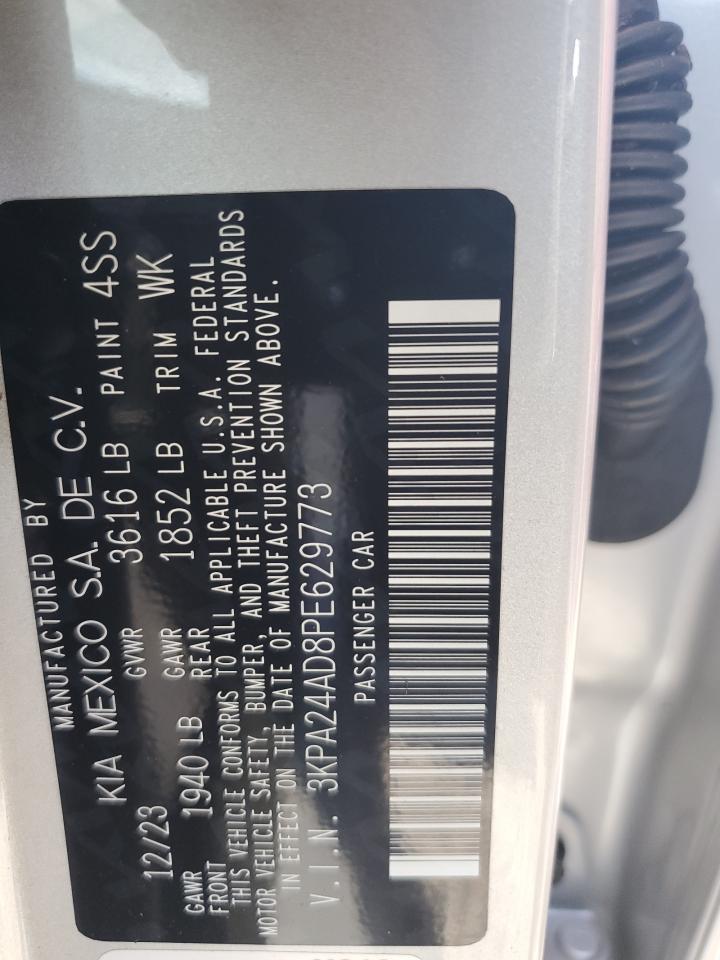 MANUFACTURED BY
KIA MEXICO S.A. DE C.V.
12/23 GVWR 3616 LB PAINT 4SS
GAWR FRONT 1940 LB GAWR REAR 1852 LB TRIM WK
THIS VEHICLE CONFORMS TO ALL APPLICABLE U.S.A. FEDERAL
MOTOR VEHICLE SAFETY, BUMPER, AND THEFT PREVENTION STANDARDS
IN EFFECT ON THE DATE OF MANUFACTURE SHOWN ABOVE.
V.I.N. 3KPA24AD8PE629773
PASSENGER CAR